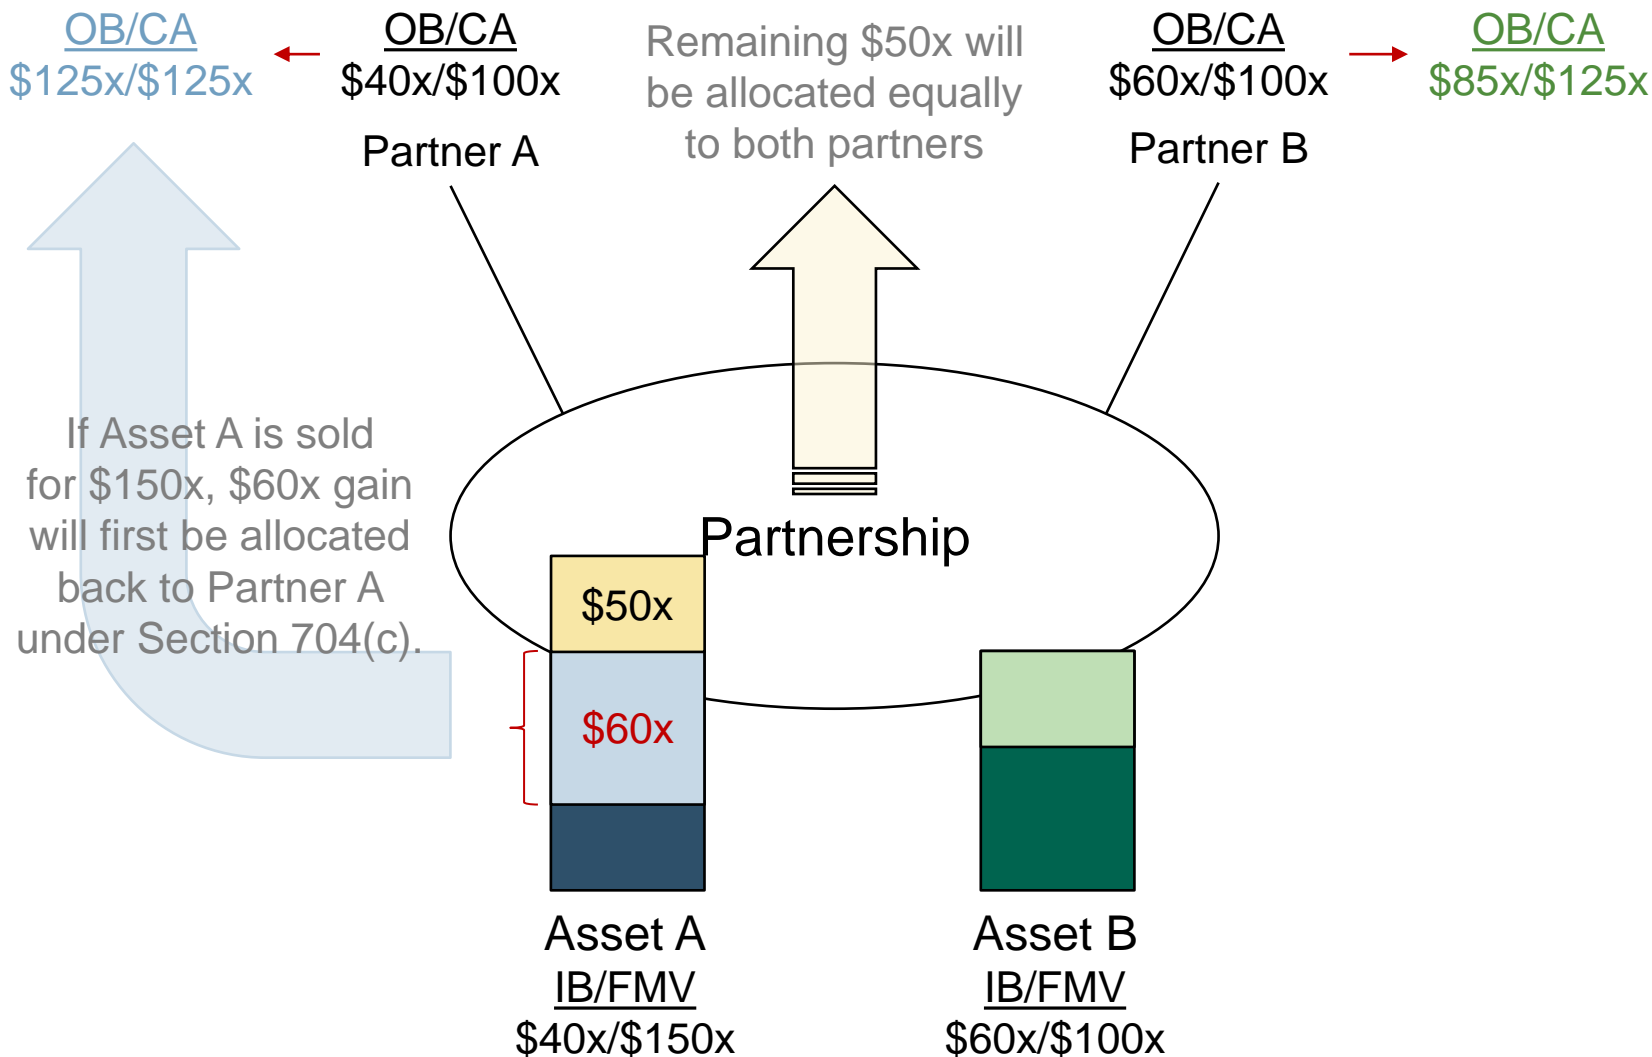 OB/CA
$125x/$125x
OB/CA
$40x/$100x
Partner A
Remaining $50x will
be allocated equally
to both partners
OB/CA
$60x/$100x
Partner B
OB/CA
$85x/$125x
If Asset A is sold
for $150x, $60x gain
will first be allocated
back to Partner A
under Section 704(c).
Partnership
$50x
$60x
Asset A
IB/FMV
$40x/$150x
Asset B
IB/FMV
$60x/$100x